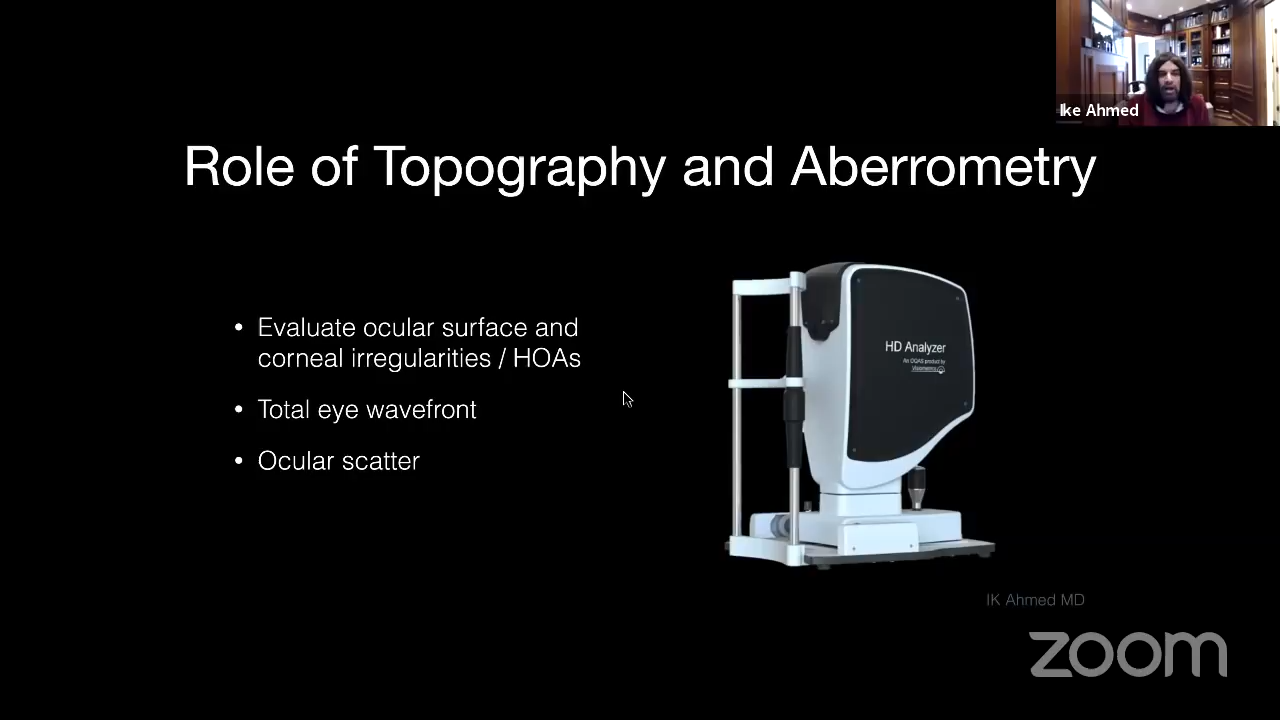 Ike Ahmed
Role of Topography and Aberrometry
• Evaluate ocular surface and
corneal irregularities / HOAs
• Total eye wavefront
• Ocular scatter
HD Analyzer
An OQAS product by
Visiometrics
IK Ahmed MD
zoom